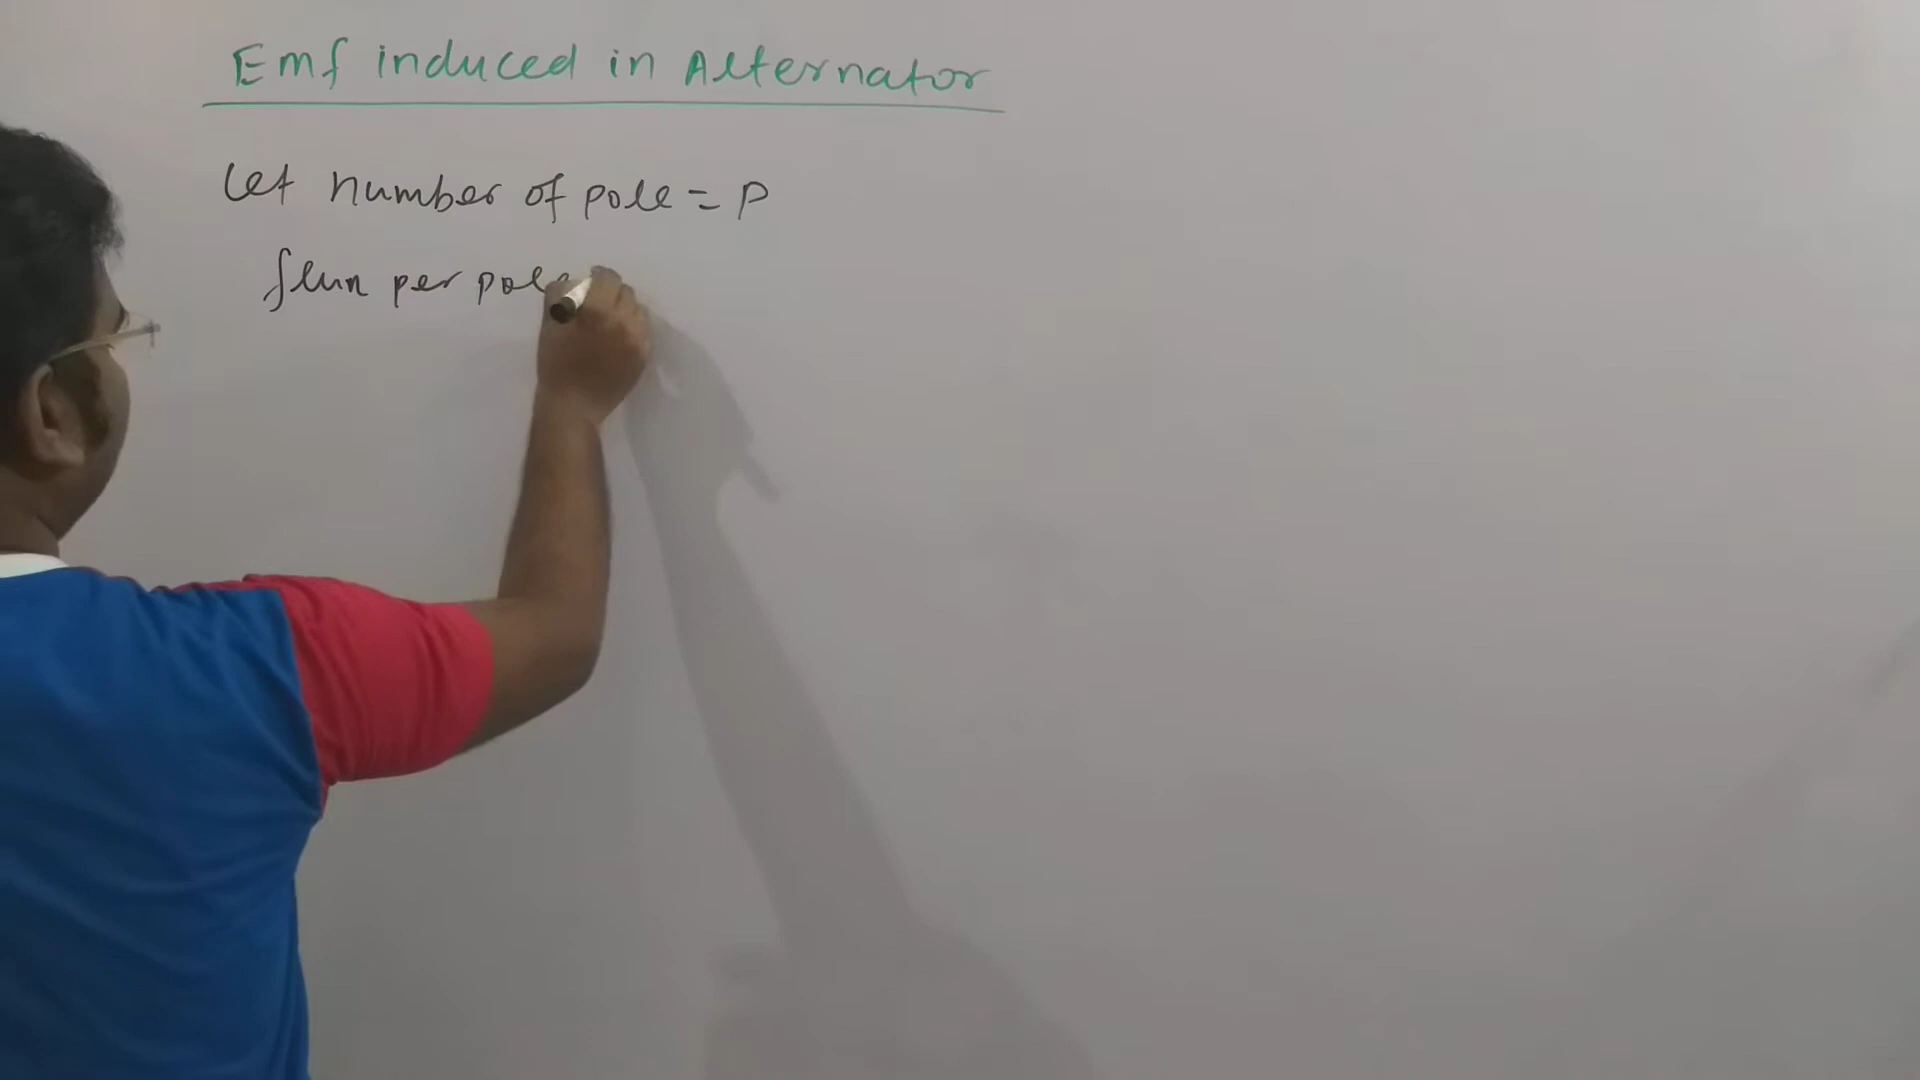 Emf induced in Alternator
Let number of pole = P
flux per pole